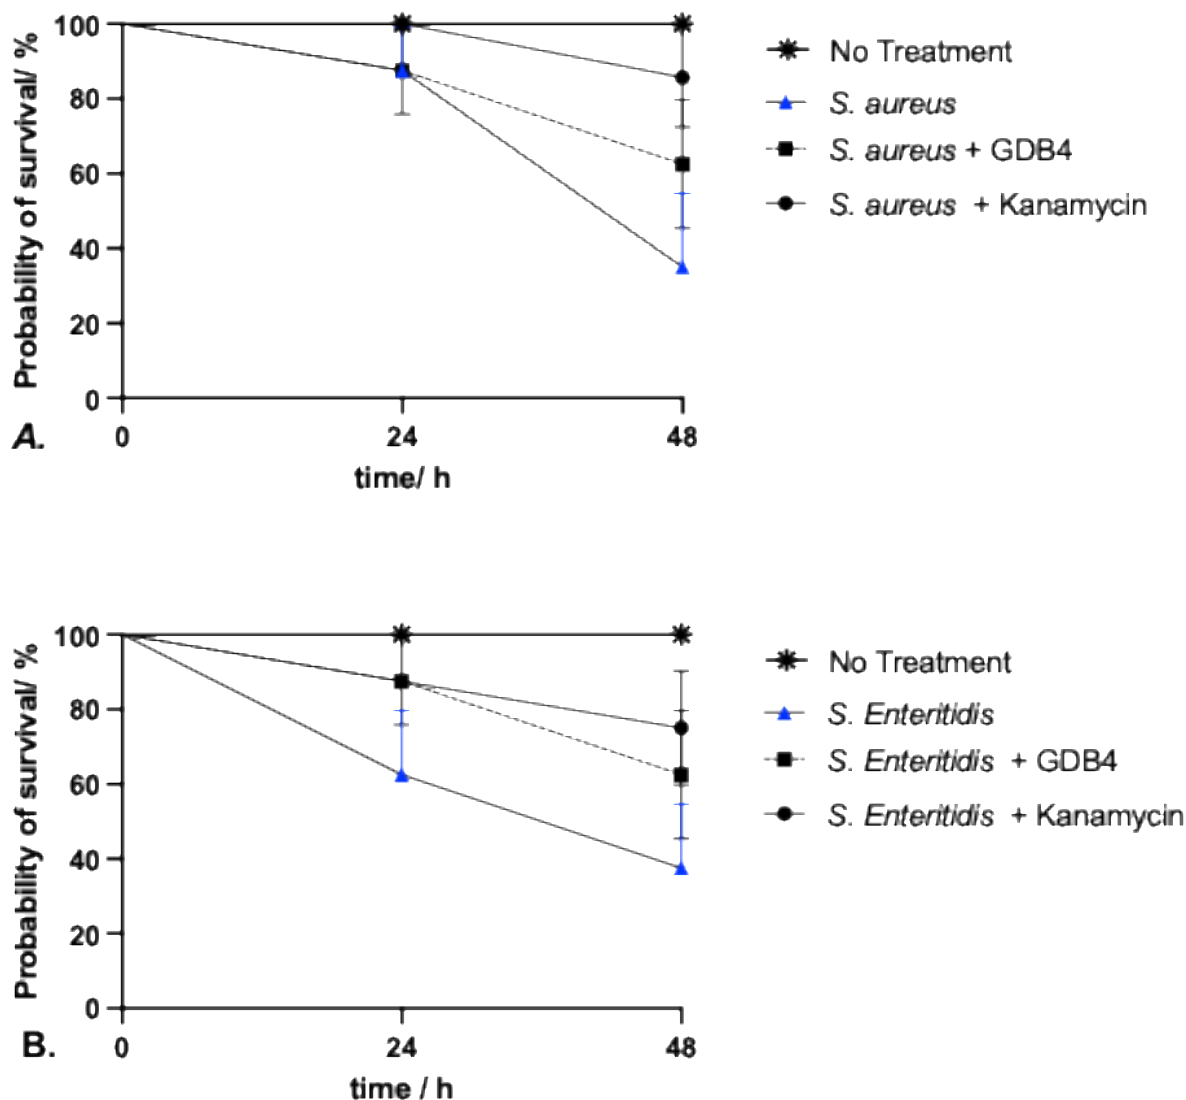 Probability of survival/ %
100
80
60
40
20
0
0 24 48
time/ h
A.
No Treatment
S. aureus
S. aureus + GDB4
S. aureus + Kanamycin
Probability of survival/ %
100
80
60
40
20
0
0 24 48
time / h
B.
No Treatment
S. Enteritidis
S. Enteritidis + GDB4
S. Enteritidis + Kanamycin